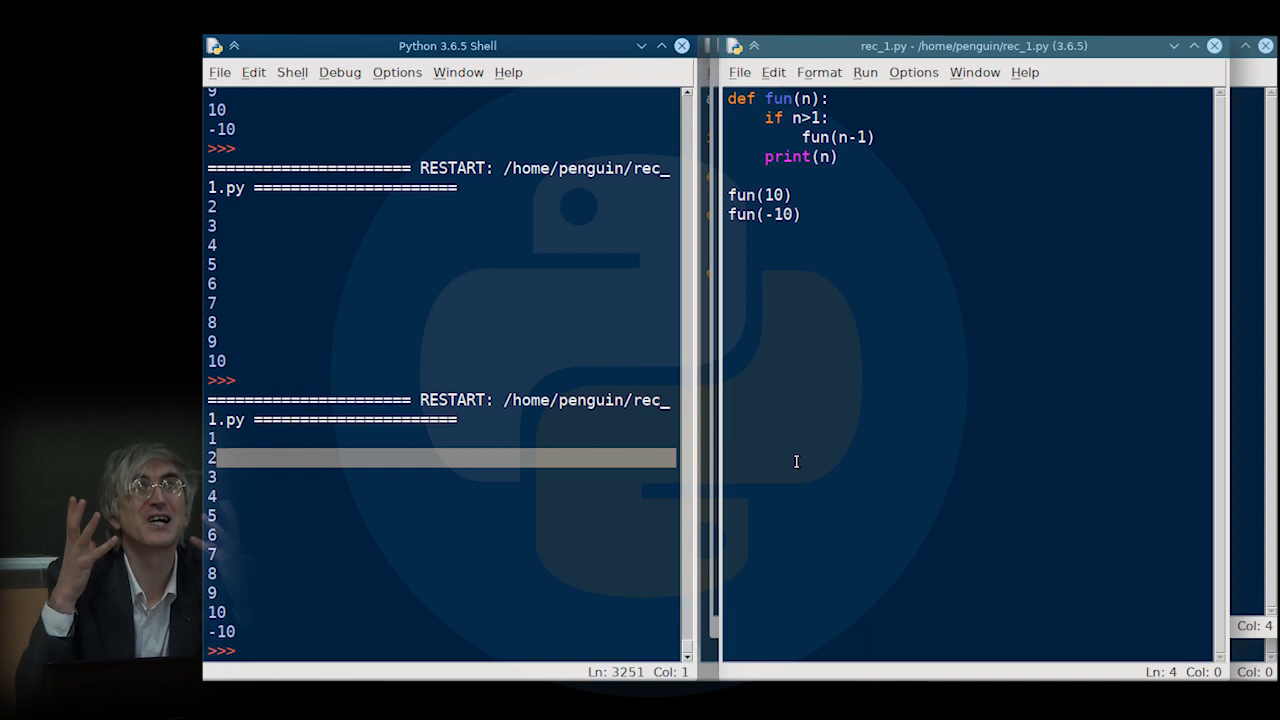 Python 3.6.5 Shell
File Edit Shell Debug Options Window Help
9
10
-10
>>>
====================== RESTART: /home/penguin/rec_
1.py ======================
2
3
4
5
6
7
8
9
10
>>>
====================== RESTART: /home/penguin/rec_
1.py ======================
1
2
3
4
5
6
7
8
9
10
-10
>>>
Ln: 3251 Col: 1
rec_1.py - /home/penguin/rec_1.py (3.6.5)
File Edit Format Run Options Window Help
def fun(n):
    if n>1:
        fun(n-1)
    print(n)
fun(10)
fun(-10)
Ln: 4 Col: 0
Col: 4
Col: 0